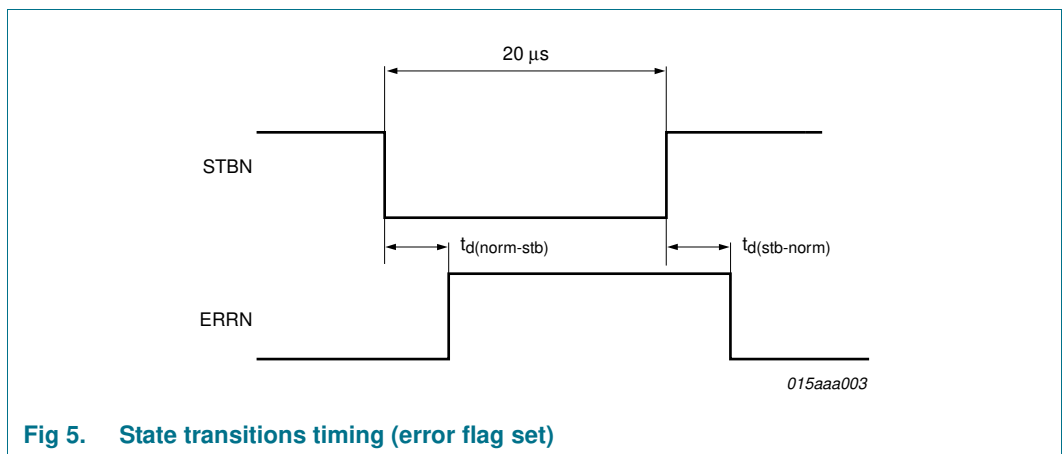 20 µs
STBN
td(norm-stb)
td(stb-norm)
ERRN
015aaa003
Fig 5. State transitions timing (error flag set)